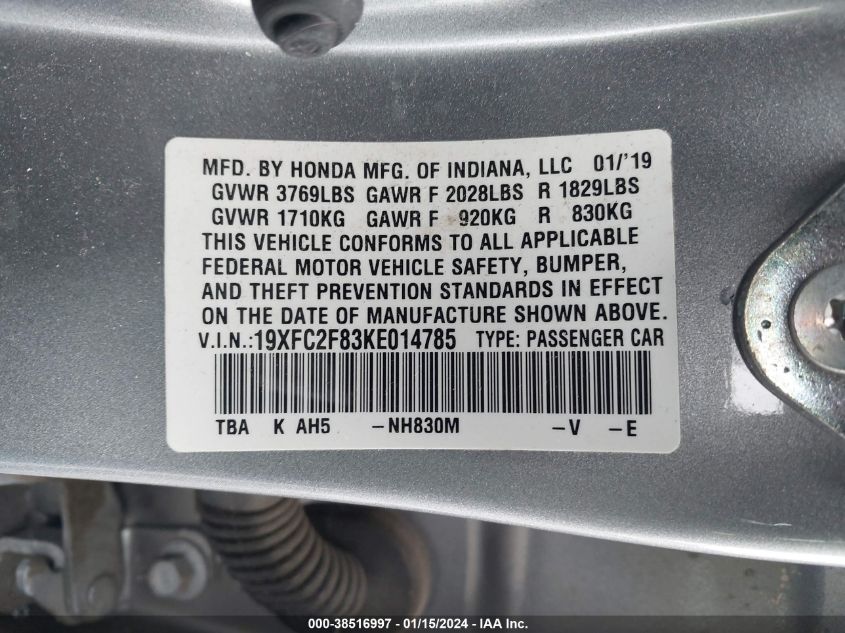 MFD. BY HONDA MFG. OF INDIANA, LLC 01/'19
GVWR 3769LBS GAWR F 2028LBS R 1829LBS
GVWR 1710KG GAWR F 920KG R 830KG
THIS VEHICLE CONFORMS TO ALL APPLICABLE
FEDERAL MOTOR VEHICLE SAFETY, BUMPER,
AND THEFT PREVENTION STANDARDS IN EFFECT
ON THE DATE OF MANUFACTURE SHOWN ABOVE.
V.I.N.:19XFC2F83KE014785 TYPE: PASSENGER CAR
TBA K AH5 -NH830M -V -E
000-38516997 - 01/15/2024 - IAA Inc.